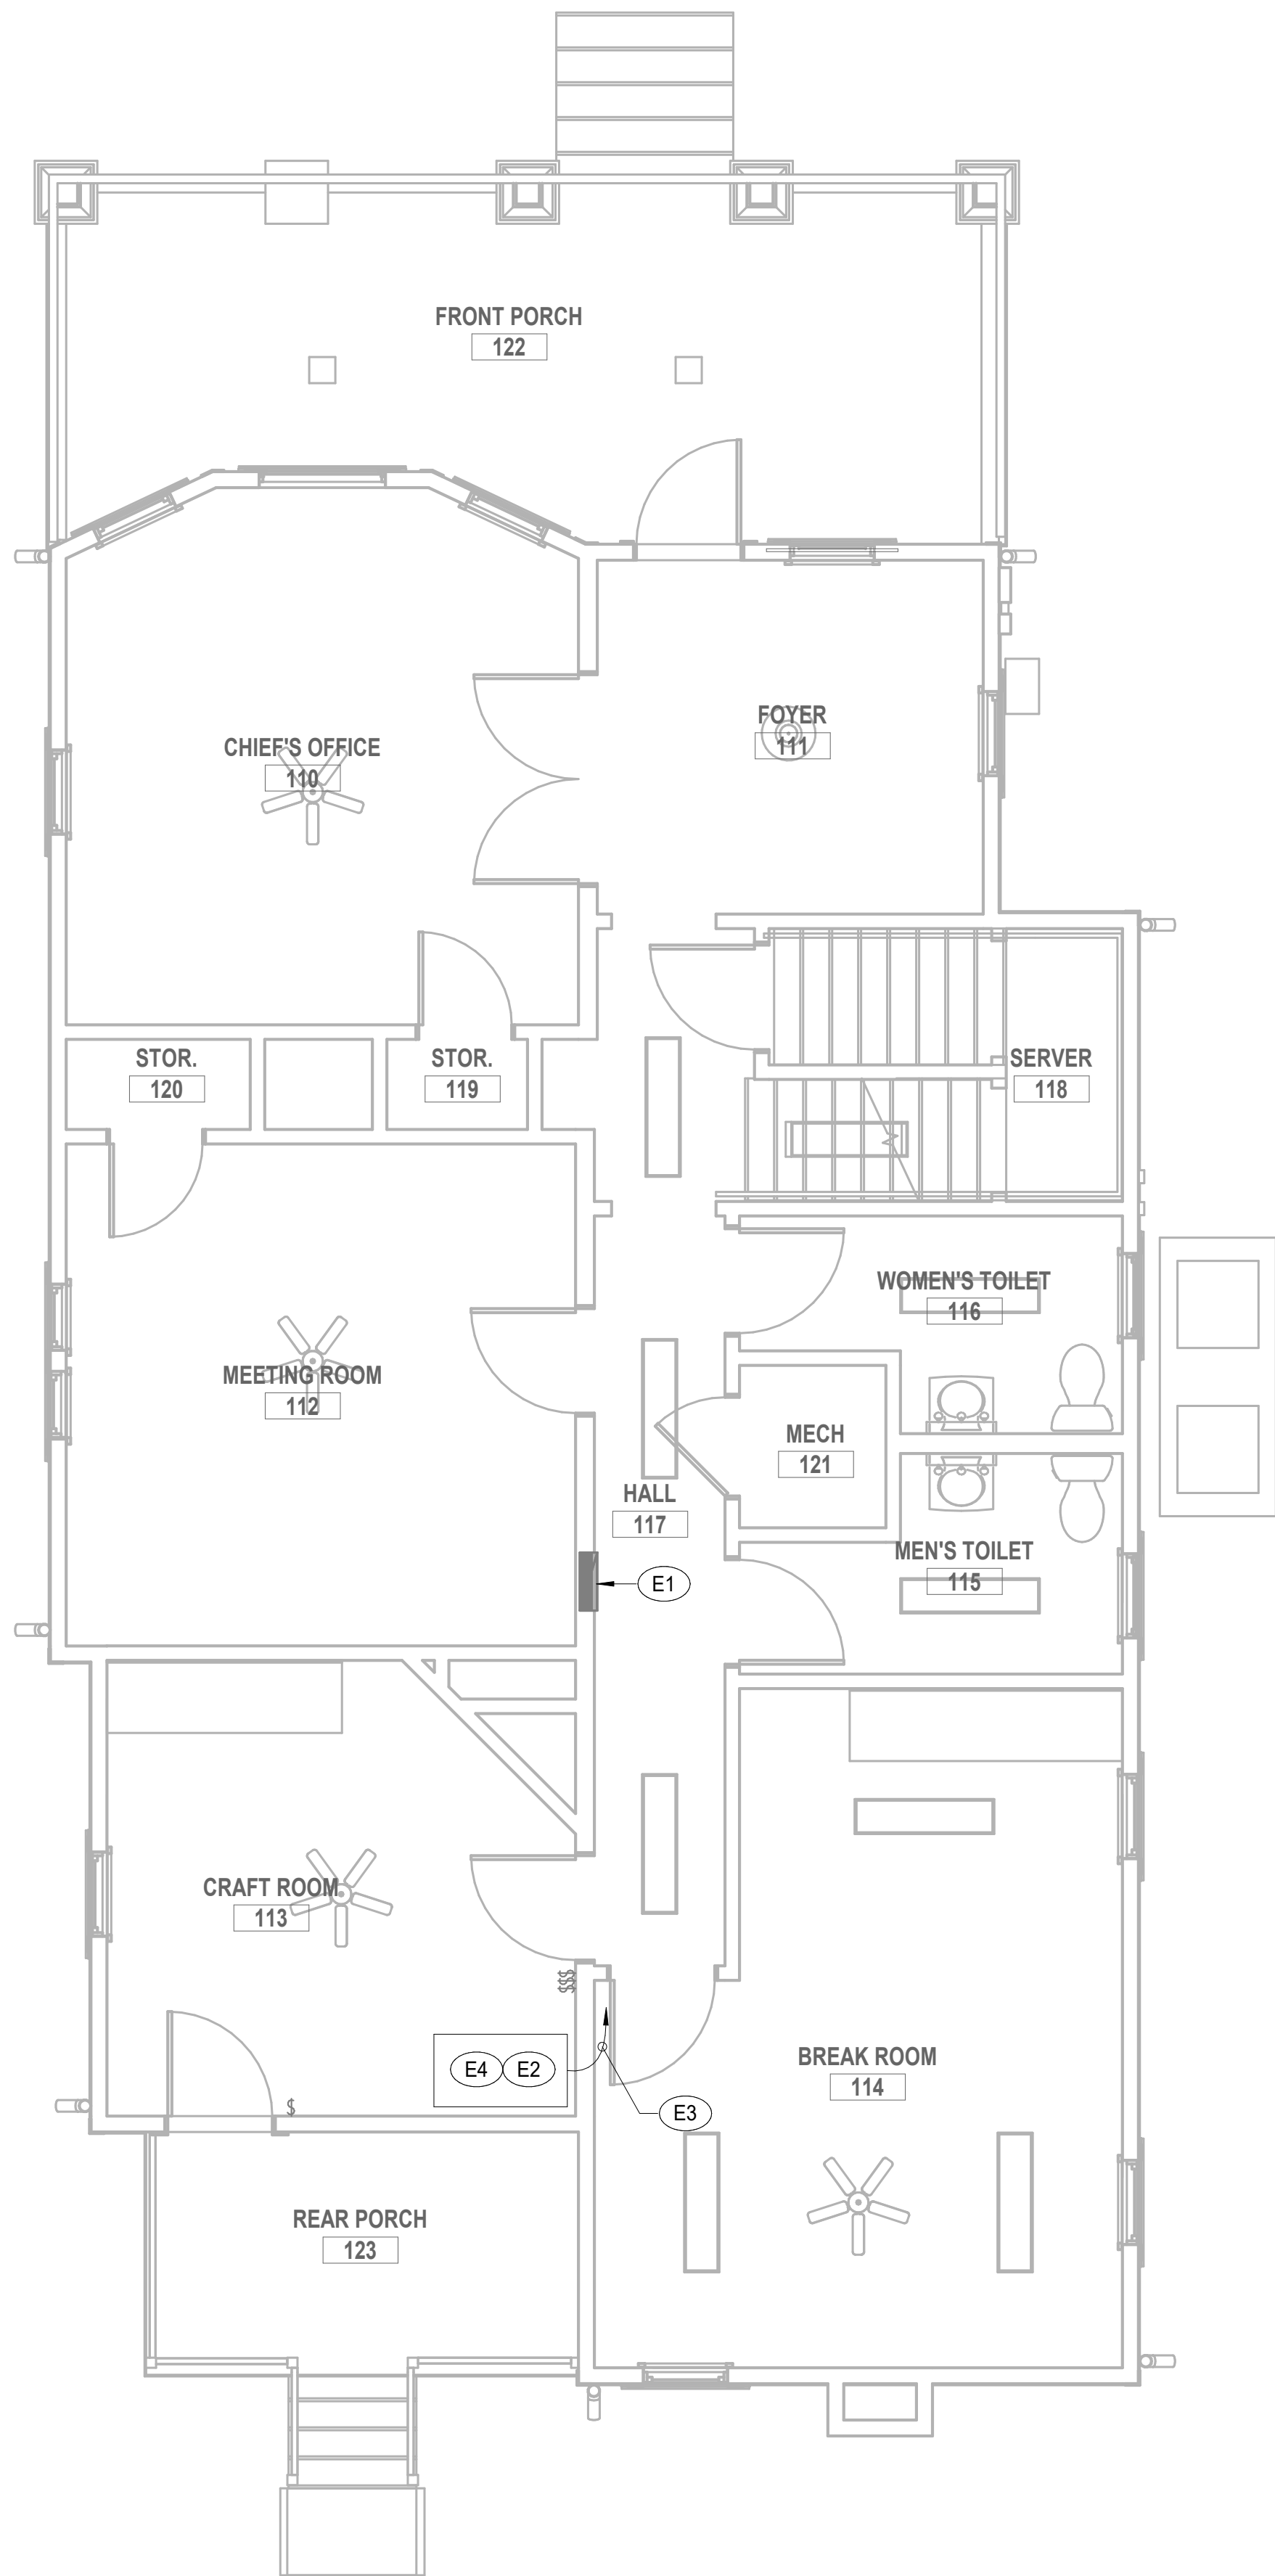 FRONT PORCH
122
FOYER
111
CHIEF'S OFFICE
110
STOR.
120
STOR.
119
SERVER
118
WOMEN'S TOILET
116
MEETING ROOM
112
MECH
121
HALL
117
MEN'S TOILET
115
E1
CRAFT ROOM
113
$$$
E4 E2
BREAK ROOM
114
E3
$
REAR PORCH
123